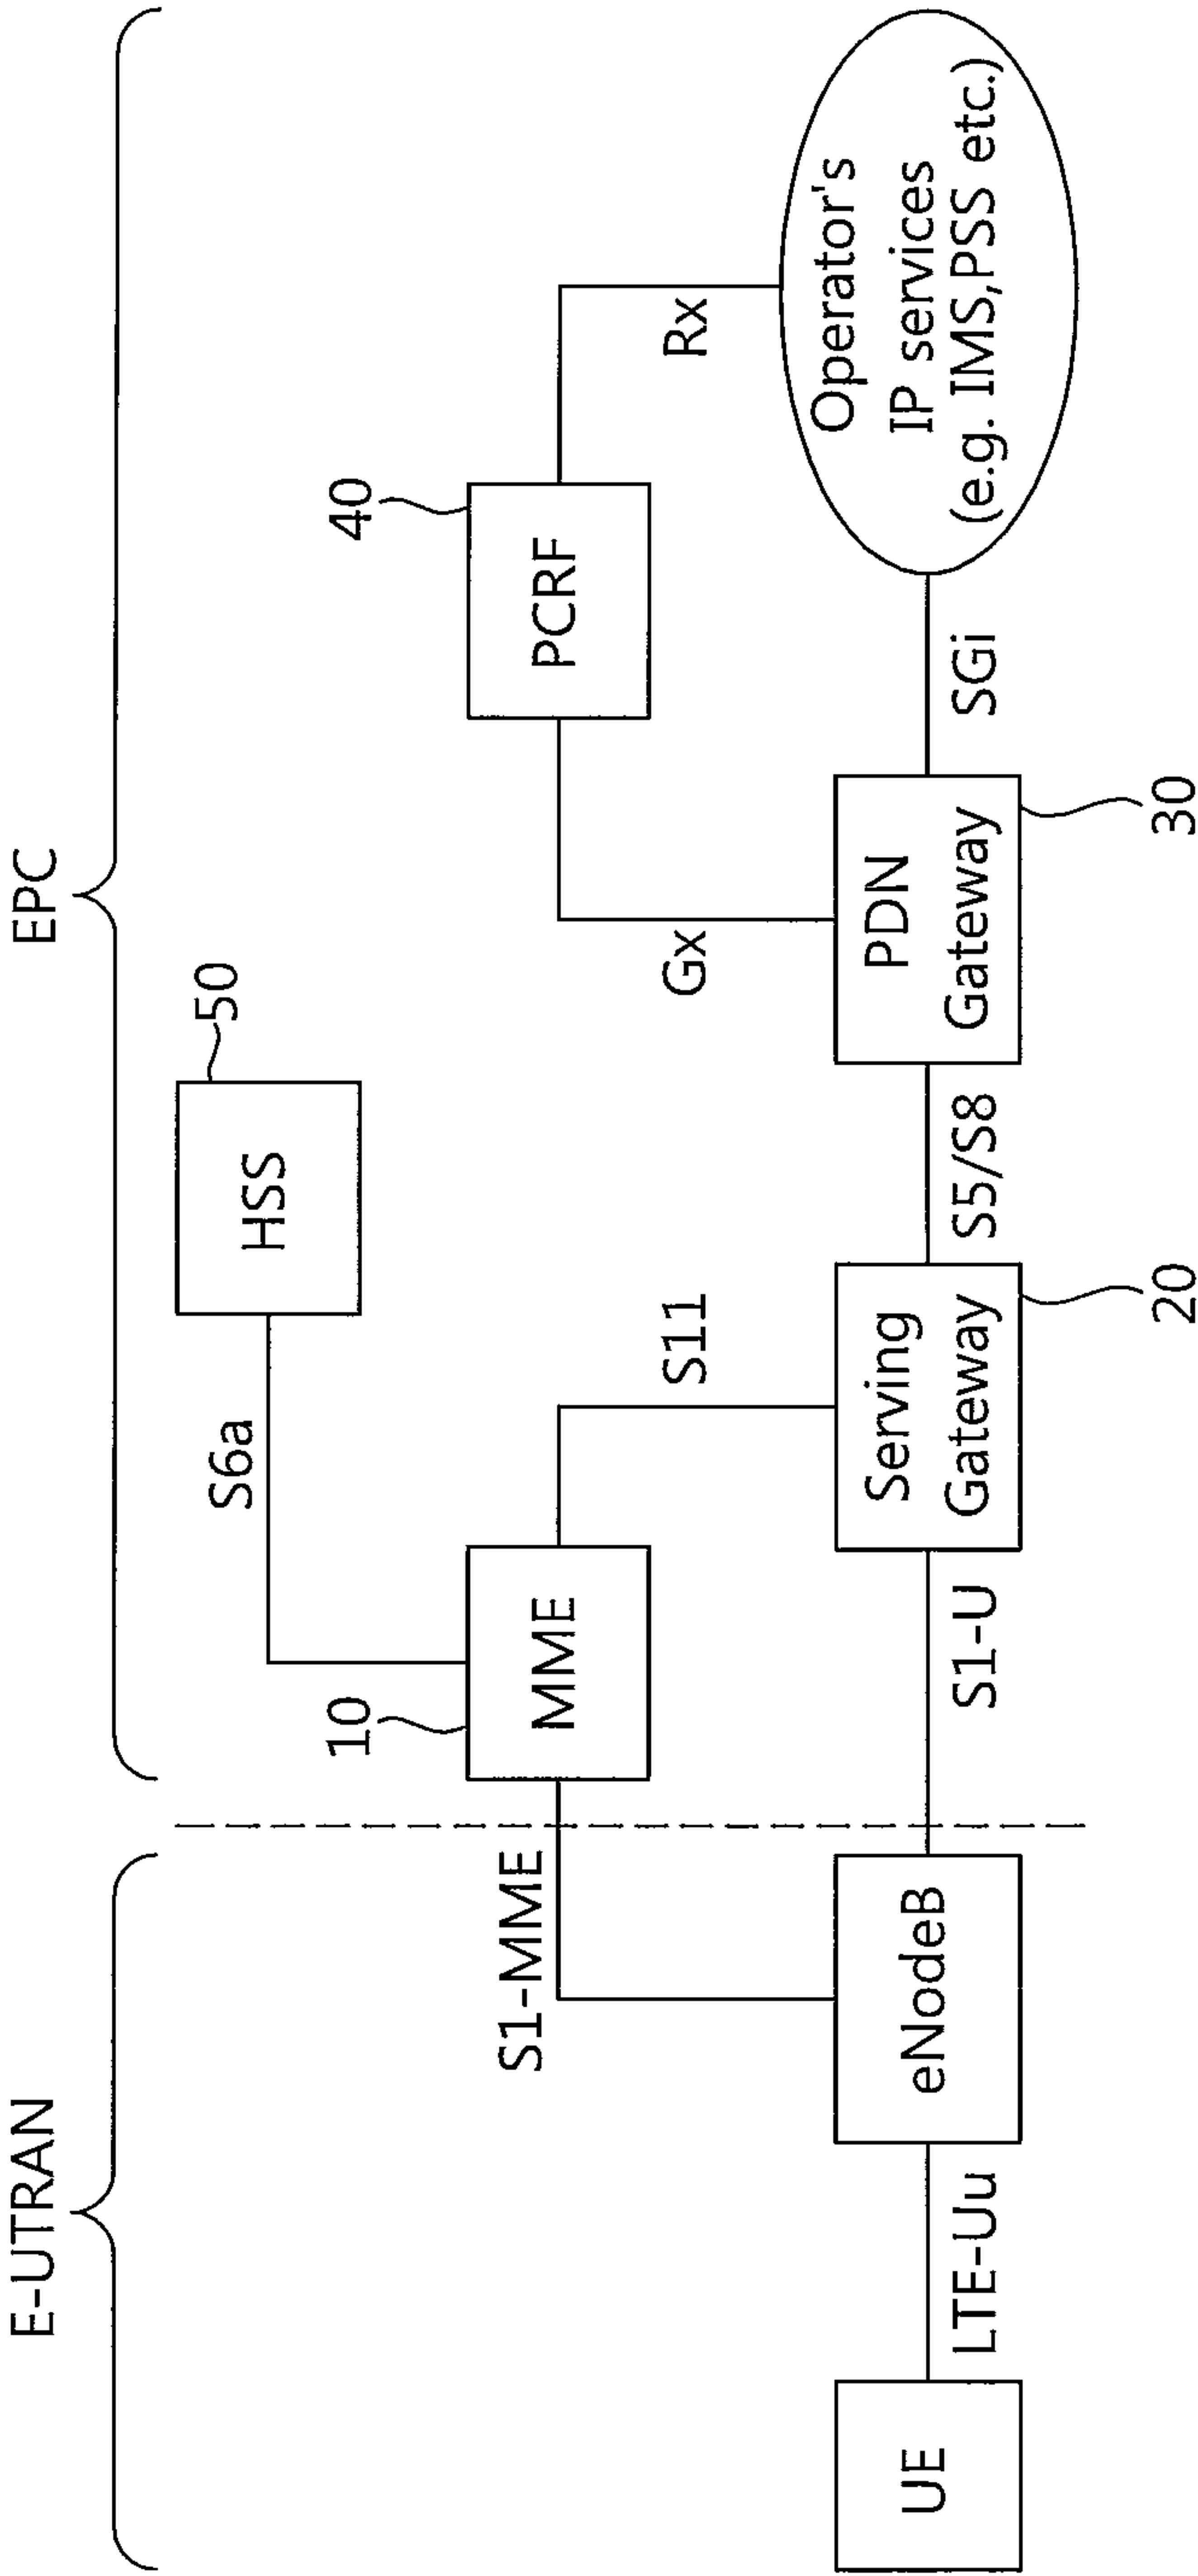 E-UTRAN
EPC
HSS
50
S6a
10
MME
S1-MME
S11
40
PCRF
Gx
Rx
UE
LTE-Uu
eNodeB
S1-U
Serving
Gateway
20
S5/S8
PDN
Gateway
30
SGi
Operator's
IP services
(e.g. IMS,PSS etc.)